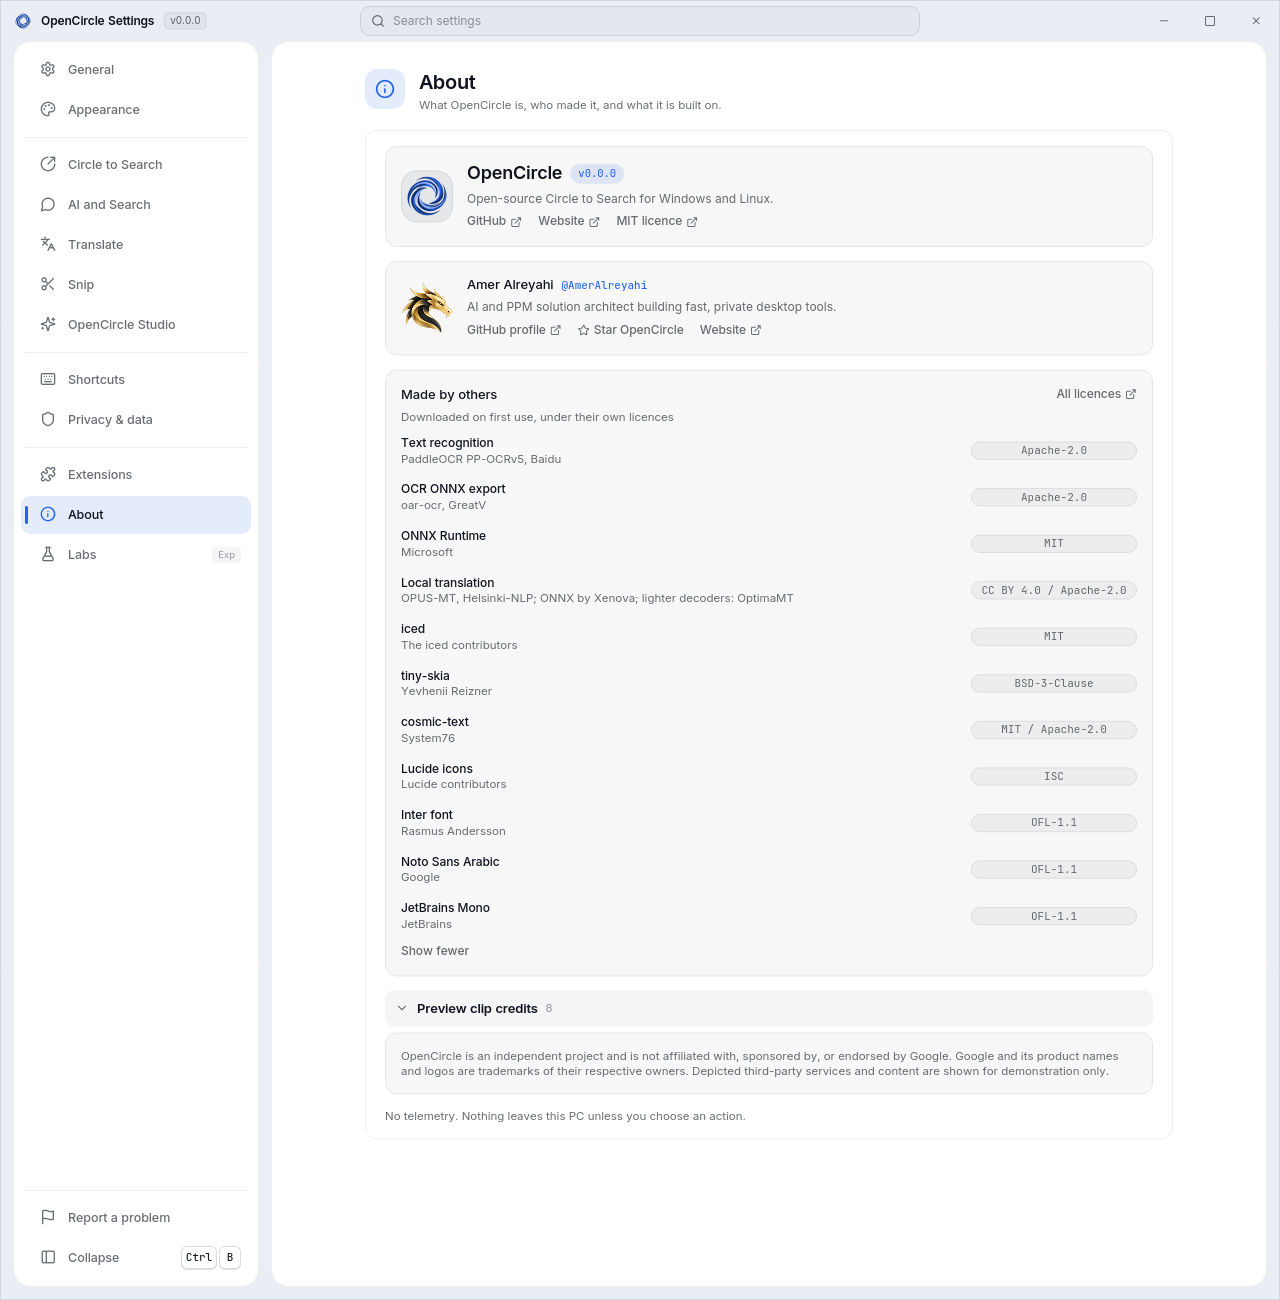 OpenCircle Settings v0.0.0
Search settings
General
Appearance
Circle to Search
AI and Search
Translate
Snip
OpenCircle Studio
Shortcuts
Privacy & data
Extensions
About
Labs Exp
Report a problem
Collapse Ctrl B
About
What OpenCircle is, who made it, and what it is built on.
OpenCircle v0.0.0
Open-source Circle to Search for Windows and Linux.
GitHub Website MIT licence
Amer Alreyahi @AmerAlreyahi
AI and PPM solution architect building fast, private desktop tools.
GitHub profile Star OpenCircle Website
Made by others All licences
Downloaded on first use, under their own licences
Text recognition
PaddleOCR PP-OCRv5, Baidu
Apache-2.0
OCR ONNX export
oar-ocr, GreatV
Apache-2.0
ONNX Runtime
Microsoft
MIT
Local translation
OPUS-MT, Helsinki-NLP; ONNX by Xenova; lighter decoders: OptimaMT
CC BY 4.0 / Apache-2.0
iced
The iced contributors
MIT
tiny-skia
Yevhenii Reizner
BSD-3-Clause
cosmic-text
System76
MIT / Apache-2.0
Lucide icons
Lucide contributors
ISC
Inter font
Rasmus Andersson
OFL-1.1
Noto Sans Arabic
Google
OFL-1.1
JetBrains Mono
JetBrains
OFL-1.1
Show fewer
Preview clip credits 8
OpenCircle is an independent project and is not affiliated with, sponsored by, or endorsed by Google. Google and its product names
and logos are trademarks of their respective owners. Depicted third-party services and content are shown for demonstration only.
No telemetry. Nothing leaves this PC unless you choose an action.